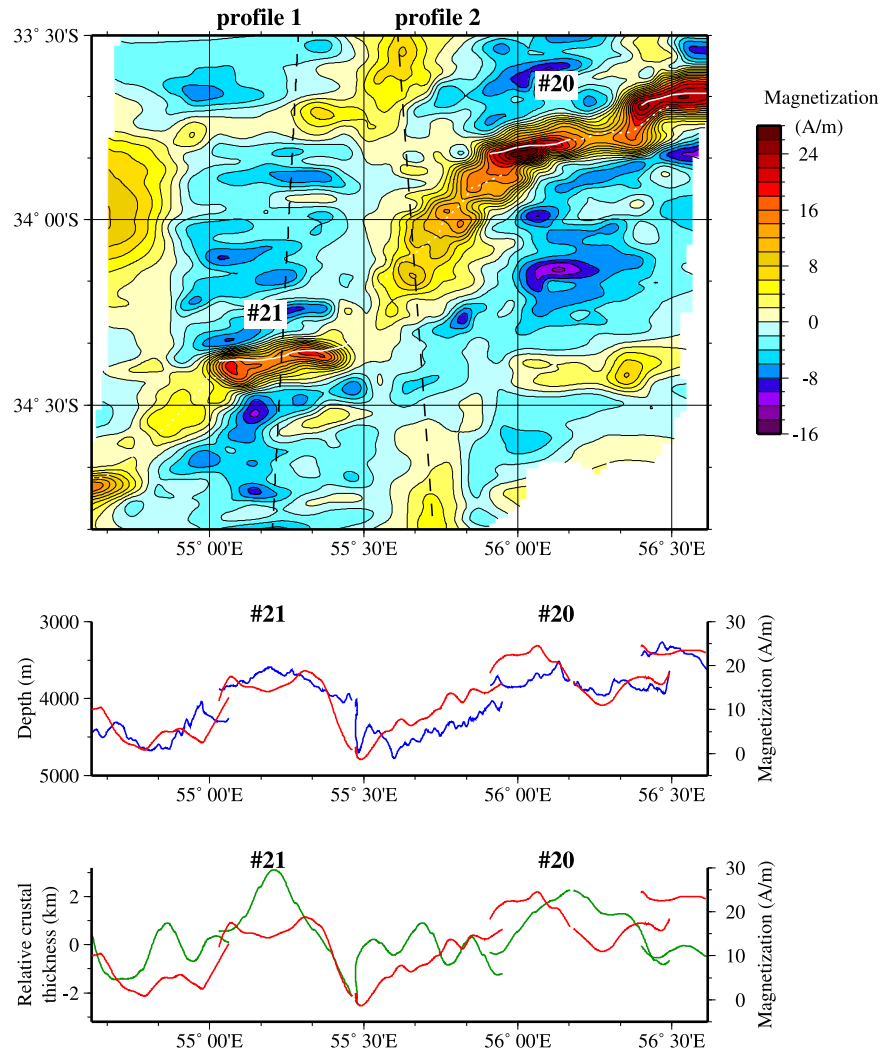 profile 1 profile 2
33˚ 30'S
34˚ 00'S
34˚ 30'S
#20
#21
55˚ 00'E 55˚ 30'E 56˚ 00'E 56˚ 30'E
Magnetization
(A/m)
24
16
8
0
-8
-16
#21 #20
3000
4000
5000
Depth (m)
30
20
10
0
Magnetization (A/m)
55˚ 00'E 55˚ 30'E 56˚ 00'E 56˚ 30'E
#21 #20
2
0
-2
Relative crustal
thickness (km)
30
20
10
0
Magnetization (A/m)
55˚ 00'E 55˚ 30'E 56˚ 00'E 56˚ 30'E